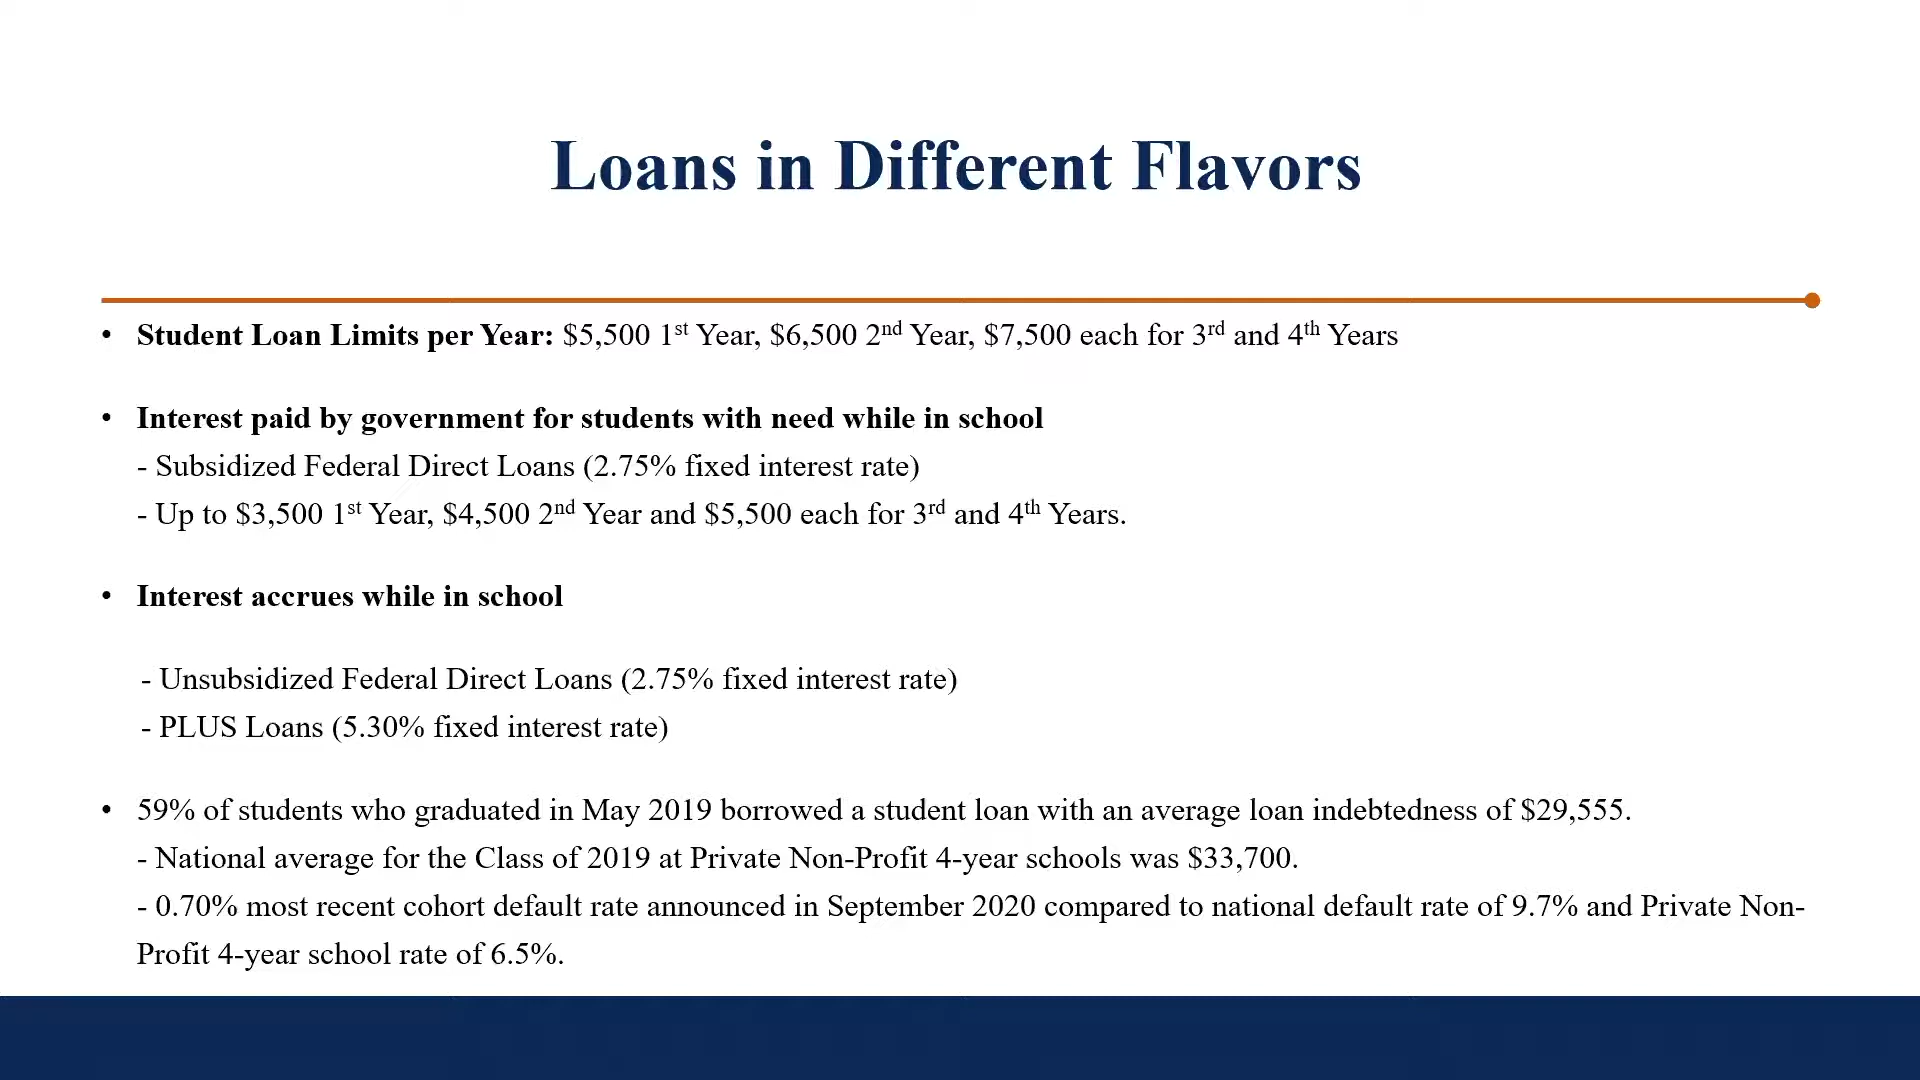 Loans in Different Flavors
• Student Loan Limits per Year: $5,500 1st Year, $6,500 2nd Year, $7,500 each for 3rd and 4th Years
• Interest paid by government for students with need while in school
- Subsidized Federal Direct Loans (2.75% fixed interest rate)
- Up to $3,500 1st Year, $4,500 2nd Year and $5,500 each for 3rd and 4th Years.
• Interest accrues while in school
- Unsubsidized Federal Direct Loans (2.75% fixed interest rate)
- PLUS Loans (5.30% fixed interest rate)
• 59% of students who graduated in May 2019 borrowed a student loan with an average loan indebtedness of $29,555.
- National average for the Class of 2019 at Private Non-Profit 4-year schools was $33,700.
- 0.70% most recent cohort default rate announced in September 2020 compared to national default rate of 9.7% and Private Non-
Profit 4-year school rate of 6.5%.